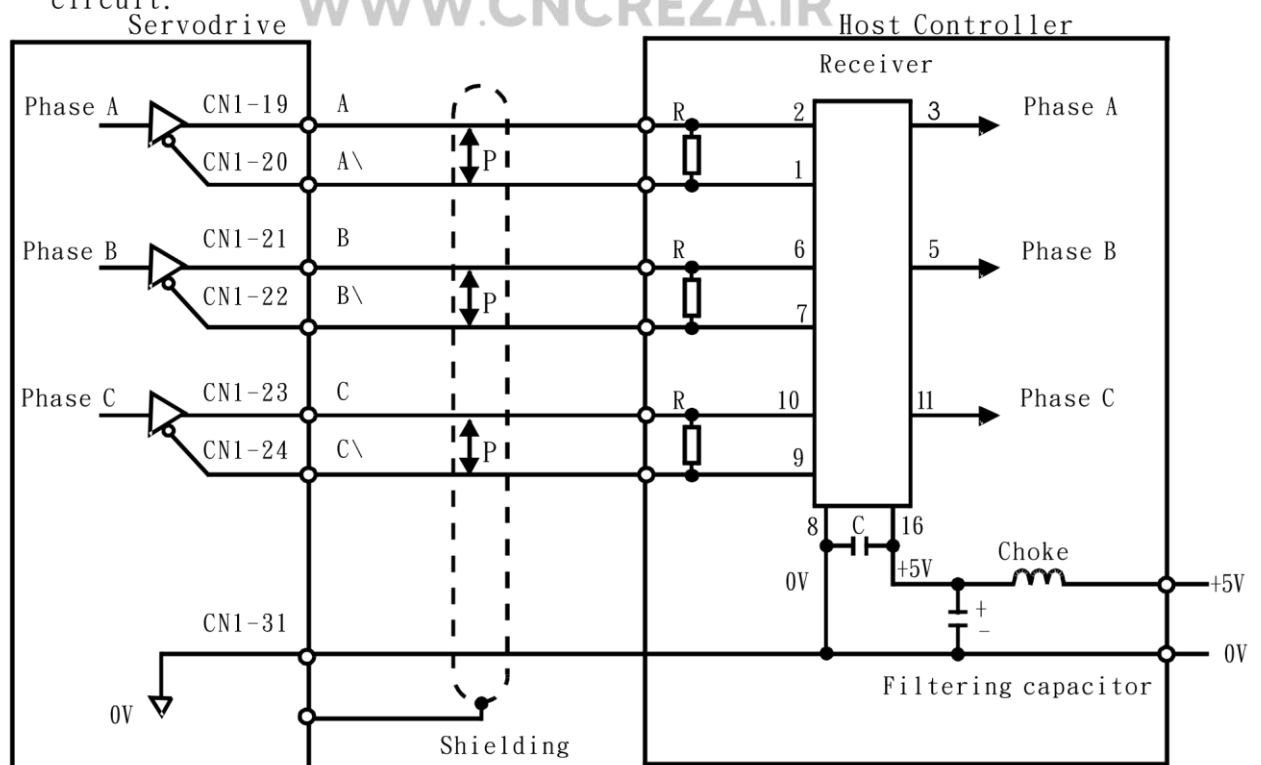 circuit.
WWW.CNCREZA.IR
Servodrive
Host Controller
Receiver
Phase A
CN1-19
A
R
2
3
Phase A
CN1-20
A\
P
1
Phase B
CN1-21
B
R
6
5
Phase B
CN1-22
B\
P
7
Phase C
CN1-23
C
R
10
11
Phase C
CN1-24
C\
P
9
8
C
16
Choke
0V
+5V
+5V
+
-
CN1-31
0V
0V
Filtering capacitor
Shielding